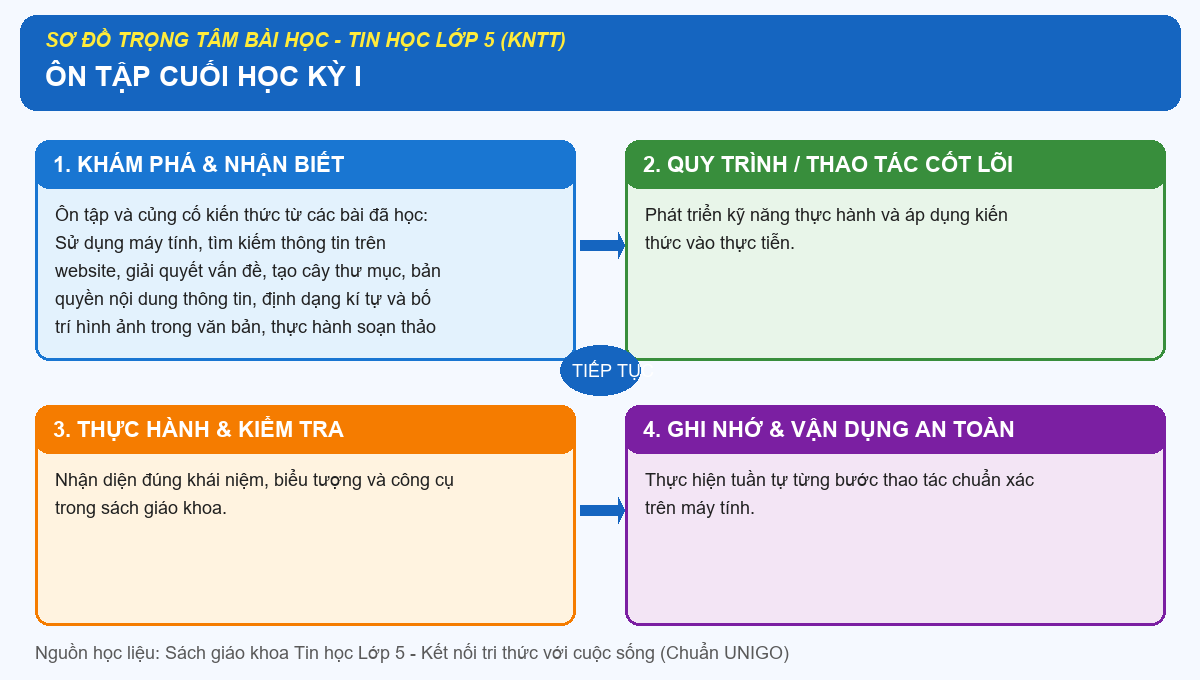 SƠ ĐỒ TRỌNG TÂM BÀI HỌC - TIN HỌC LỚP 5 (KNTT)
ÔN TẬP CUỐI HỌC KỲ I
1. KHÁM PHÁ & NHẬN BIẾT
Ôn tập và củng cố kiến thức từ các bài đã học:
Sử dụng máy tính, tìm kiếm thông tin trên
website, giải quyết vấn đề, tạo cây thư mục, bản
quyền nội dung thông tin, định dạng kí tự và bố
trí hình ảnh trong văn bản, thực hành soạn thảo
2. QUY TRÌNH / THAO TÁC CỐT LÕI
Phát triển kỹ năng thực hành và áp dụng kiến
thức vào thực tiễn.
TIẾP TỤC
3. THỰC HÀNH & KIỂM TRA
Nhận diện đúng khái niệm, biểu tượng và công cụ
trong sách giáo khoa.
4. GHI NHỚ & VẬN DỤNG AN TOÀN
Thực hiện tuần tự từng bước thao tác chuẩn xác
trên máy tính.
Nguồn học liệu: Sách giáo khoa Tin học Lớp 5 - Kết nối tri thức với cuộc sống (Chuẩn UNIGO)